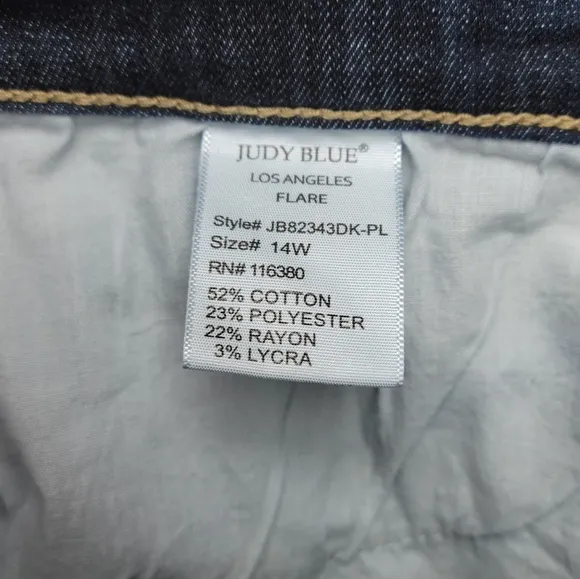 JUDY BLUE®
LOS ANGELES
FLARE
Style# JB82343DK-PL
Size# 14W
RN# 116380
52% COTTON
23% POLYESTER
22% RAYON
3% LYCRA